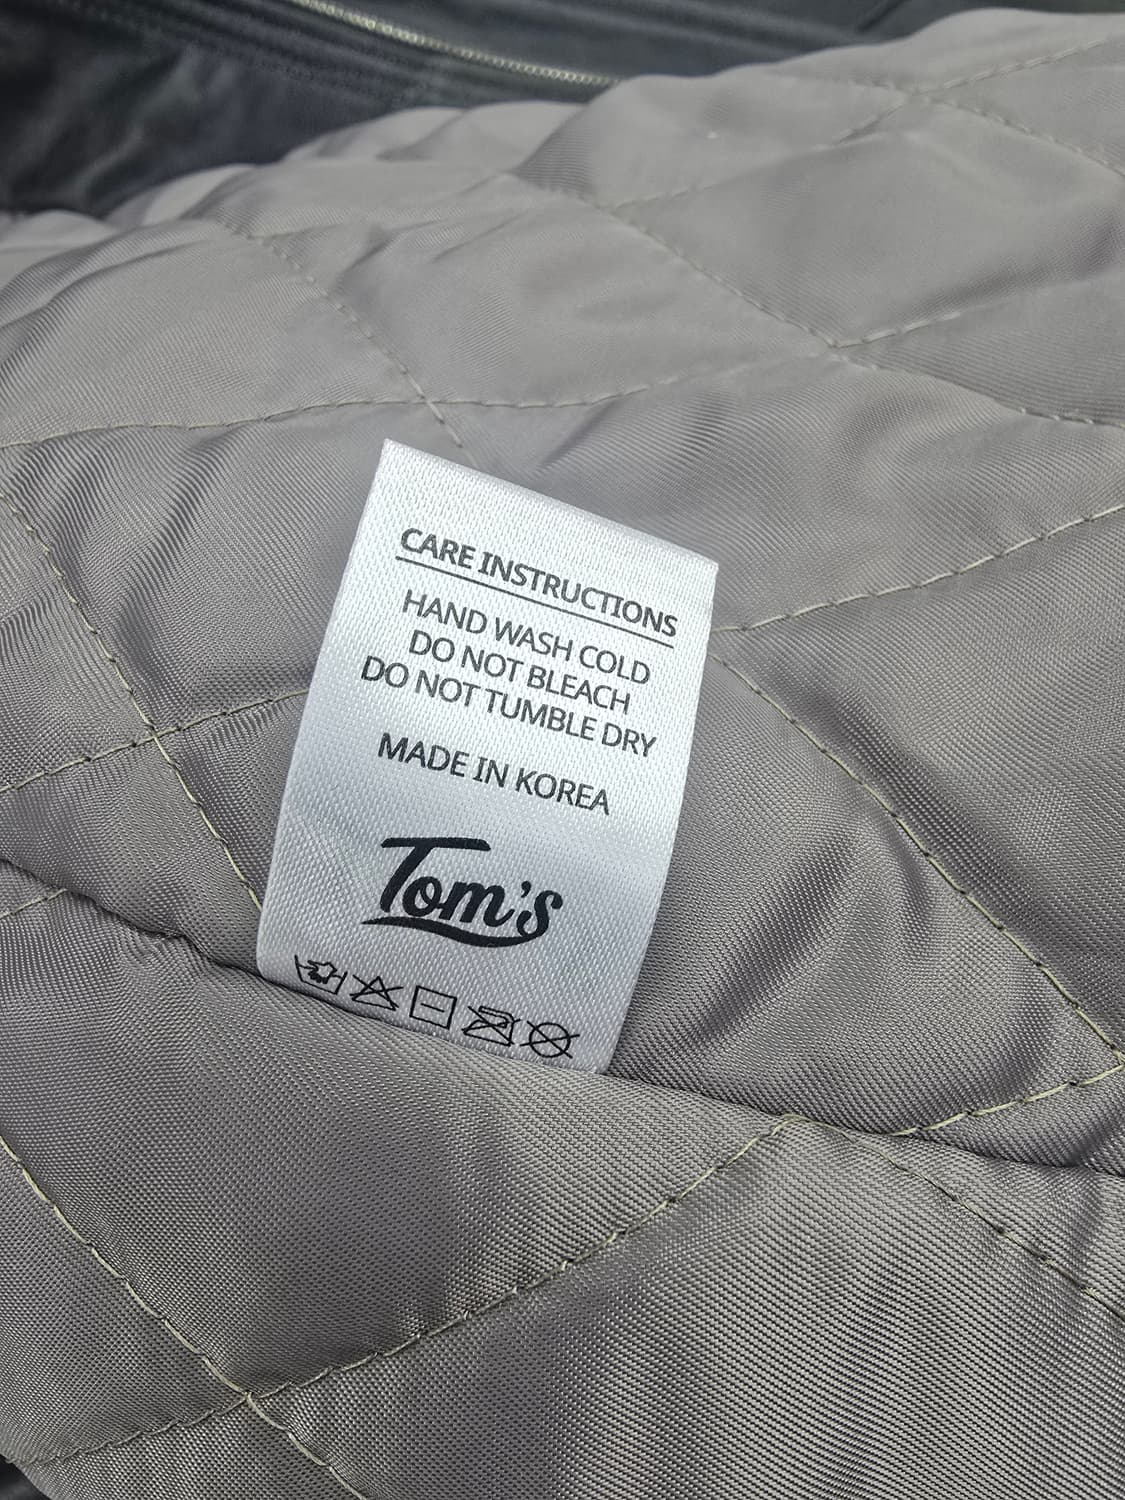 CARE INSTRUCTIONS
HAND WASH COLD
DO NOT BLEACH
DO NOT TUMBLE DRY
MADE IN KOREA
Tom's